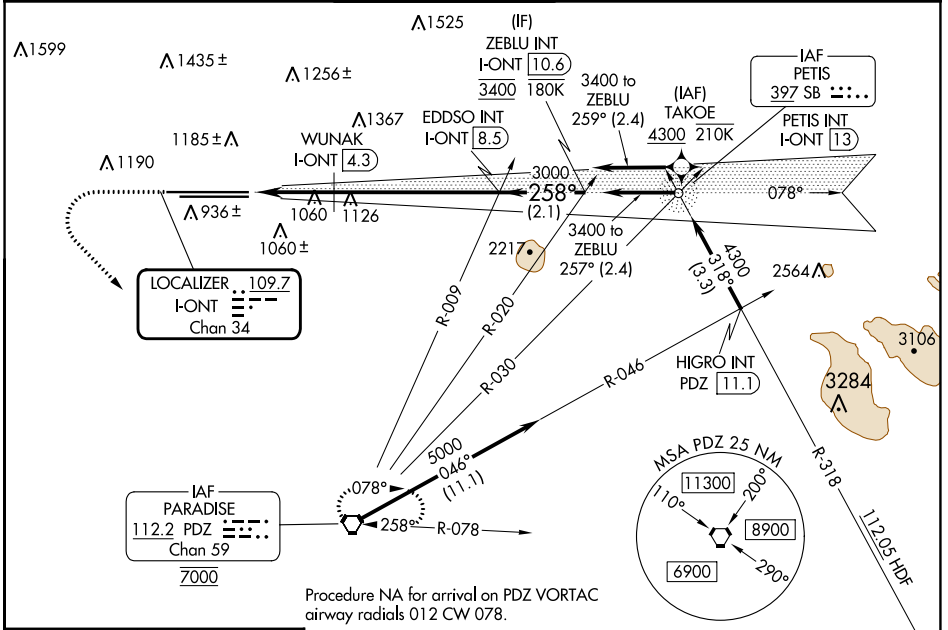 1525
1599
1435 ±
1256 ±
1185 ±
1367
1190
(IF)
ZEBLU INT
I-ONT 10.6
3400 180K
3400 to
ZEBLU
259° (2.4)
(IAF)
TAKOE
4300 210K
IAF
PETIS
397 SB
PETIS INT
I-ONT 13
EDDSO INT
I-ONT 8.5
WUNAK
I-ONT 4.3
3000
258°
(2.1)
078°
936 ±
1060
1126
1060 ±
3400 to
ZEBLU
257° (2.4)
LOCALIZER 109.7
I-ONT
Chan 34
2217
4300
318°
(3.3)
2564
R-009
R-020
R-030
R-046
HIGRO INT
PDZ 11.1
3106
3284
R-318
112.05 HDF
5000
046°
(11.1)
078°
258°
R-078
IAF
PARADISE
112.2 PDZ
Chan 59
7000
MSA PDZ 25 NM
11300
110°
200°
8900
6900
290°
Procedure NA for arrival on PDZ VORTAC
airway radials 012 CW 078.